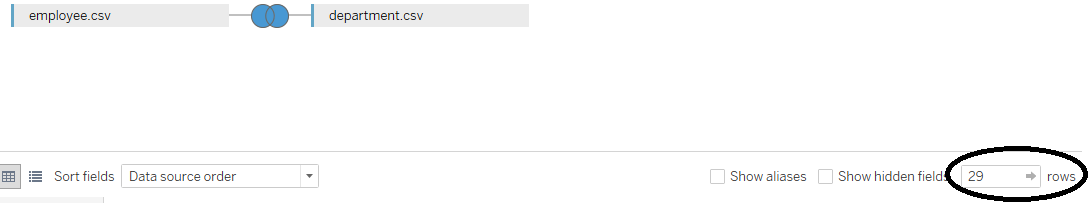 employee.csv department.csv
Sort fields Data source order Show aliases Show hidden fields 29 rows